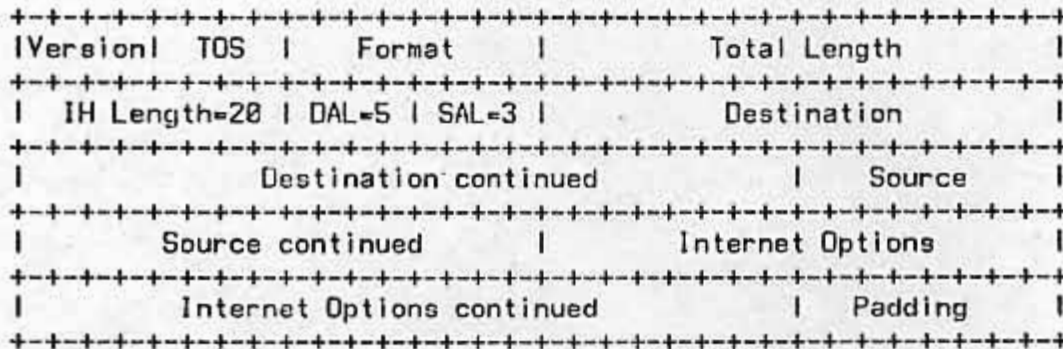 +-+-+-+-+-+-+-+-+-+-+-+-+-+-+-+-+-+-+-+-+-+-+-+-+-+-+-+-+-+-+-+-+
|Version|  TOS  |    Format     |         Total Length          |
+-+-+-+-+-+-+-+-+-+-+-+-+-+-+-+-+-+-+-+-+-+-+-+-+-+-+-+-+-+-+-+-+
|  IH Length=20 | DAL=5 | SAL=3 |          Destination          |
+-+-+-+-+-+-+-+-+-+-+-+-+-+-+-+-+-+-+-+-+-+-+-+-+-+-+-+-+-+-+-+-+
|             Destination continued             |    Source     |
+-+-+-+-+-+-+-+-+-+-+-+-+-+-+-+-+-+-+-+-+-+-+-+-+-+-+-+-+-+-+-+-+
|        Source continued       |       Internet Options        |
+-+-+-+-+-+-+-+-+-+-+-+-+-+-+-+-+-+-+-+-+-+-+-+-+-+-+-+-+-+-+-+-+
|          Internet Options continued           |    Padding    |
+-+-+-+-+-+-+-+-+-+-+-+-+-+-+-+-+-+-+-+-+-+-+-+-+-+-+-+-+-+-+-+-+